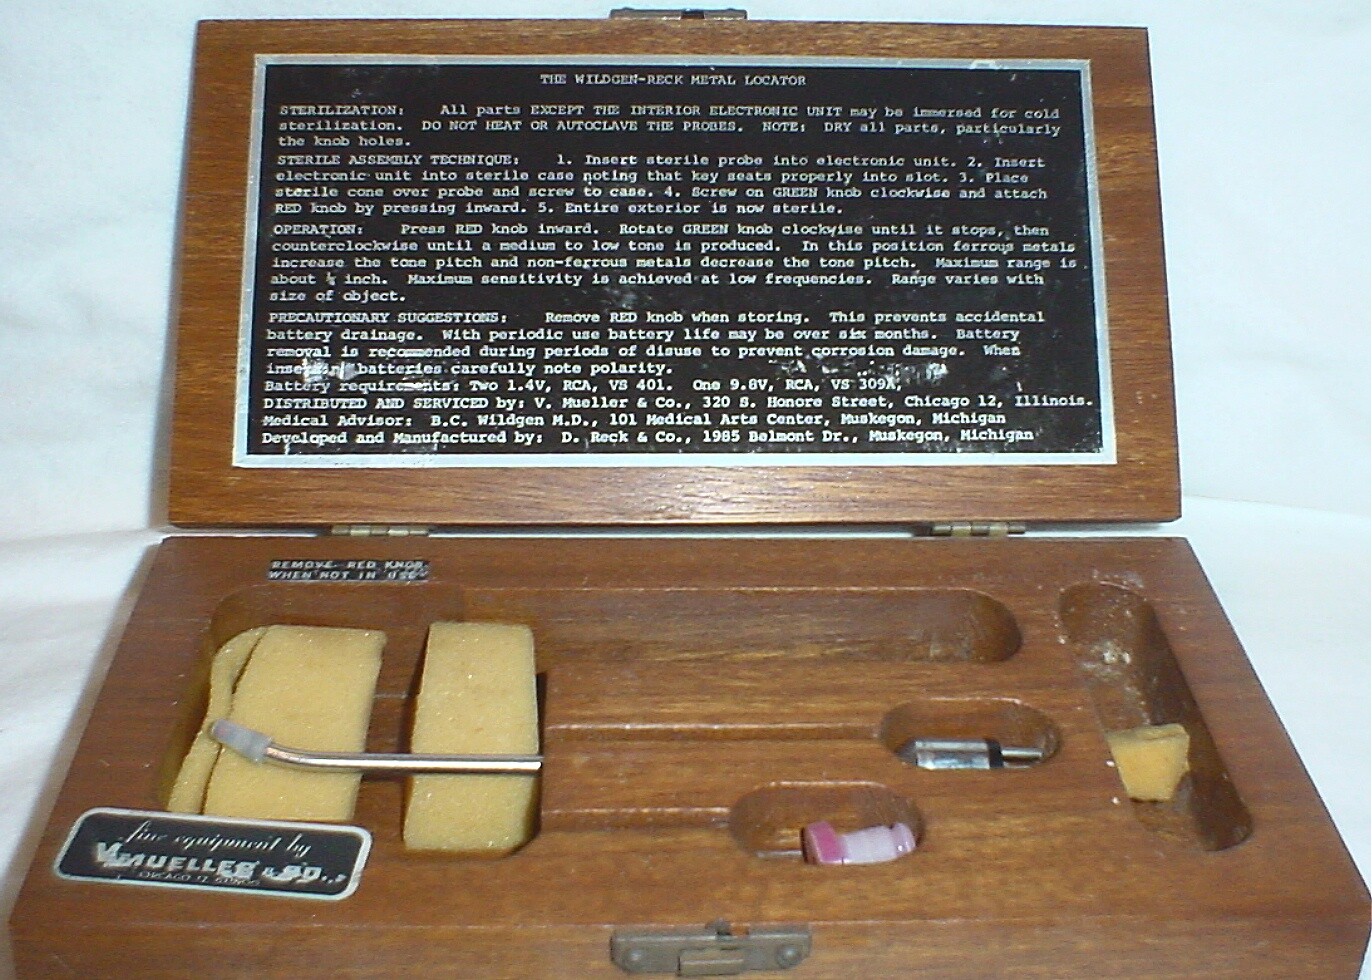 THE WILDGEN-RECK METAL LOCATOR
STERILIZATION: All parts EXCEPT THE INTERIOR ELECTRONIC UNIT may be immersed for cold
sterilization. DO NOT HEAT OR AUTOCLAVE THE PROBES. NOTE: DRY all parts, particularly
the knob holes.
STERILE ASSEMBLY TECHNIQUE: 1. Insert sterile probe into electronic unit. 2. Insert
electronic unit into sterile case noting that key seats properly into slot. 3. Place
sterile cone over probe and screw to case. 4. Screw on GREEN knob clockwise and attach
RED knob by pressing inward. 5. Entire exterior is now sterile.
OPERATION: Press RED knob inward. Rotate GREEN knob clockwise until it stops, then
counterclockwise until a medium to low tone is produced. In this position ferrous metals
increase the tone pitch and non-ferrous metals decrease the tone pitch. Maximum range is
about inch. Maximum sensitivity is achieved at low frequencies. Range varies with
size of object.
PRECAUTIONARY SUGGESTIONS: Remove RED knob when storing. This prevents accidental
battery drainage. With periodic use battery life may be over six months. Battery
removal is recommended during periods of disuse to prevent corrosion damage. When
batteries carefully note polarity.
Battery requirements: Two 1.4V, RCA, VS 401. One 9.8V, RCA, VS 309A,
DISTRIBUTED AND SERVICED by: V. Mueller & Co., 320 S. Honore Street, Chicago 12, Illinois.
Medical Advisor: B.C. Wildgen M.D., 101 Medical Arts Center, Muskegon, Michigan
Developed and Manufactured by: D. Reck & Co., 1985 Belmont Dr., Muskegon, Michigan
REMOVE RED KNOB
WHEN NOT IN USE
fine equipment by
V. MUELLER & CO.
CHICAGO 12 ILLINOIS